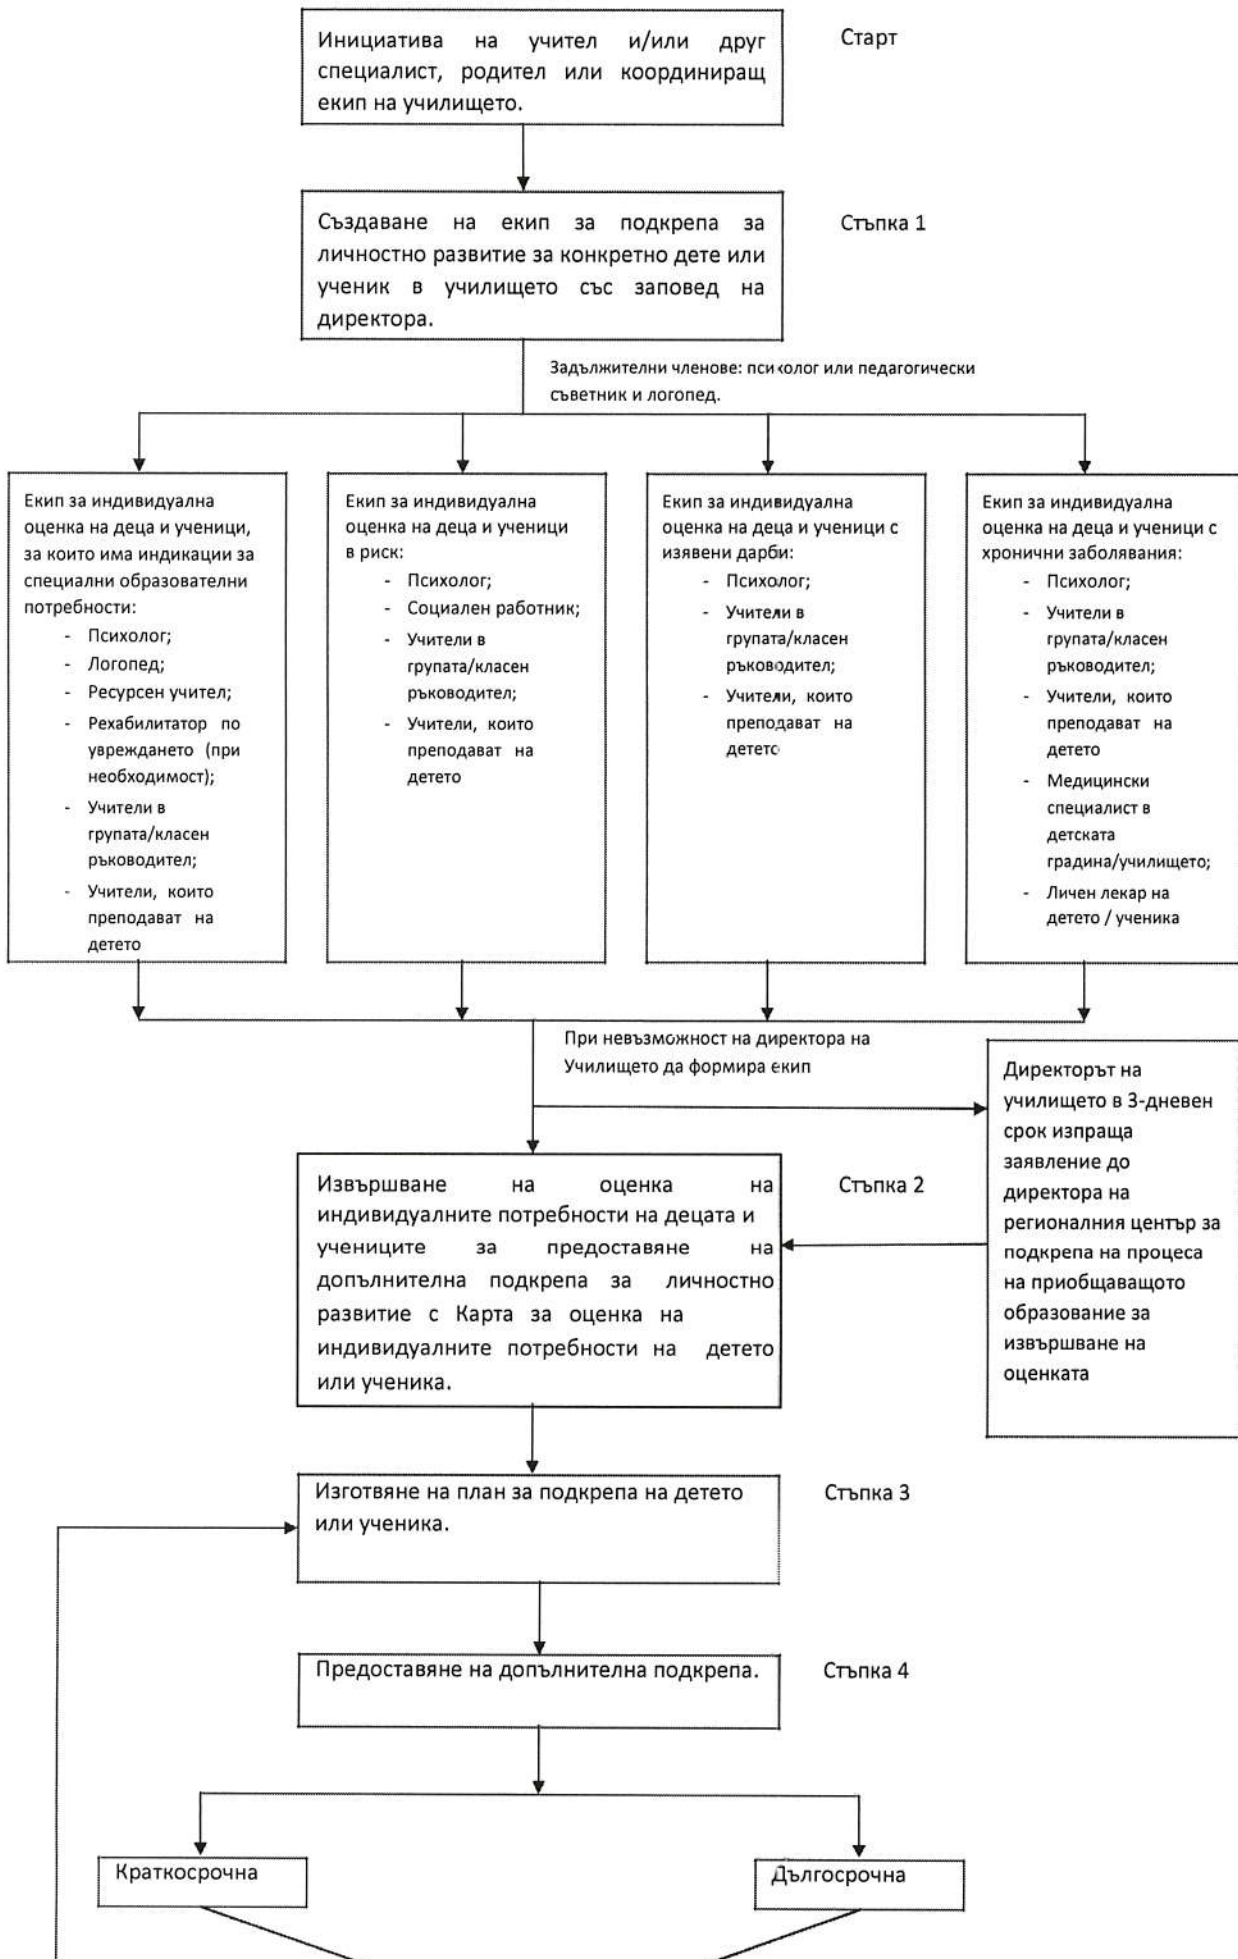 Инициатива на учител и/или друг
специалист, родител или координиращ
екип на училището.
Старт
Създаване на екип за подкрепа за
личностно развитие за конкретно дете или
ученик в училището със заповед на
директора.
Стъпка 1
Задължителни членове: психолог или педагогически
съветник и логопед.
Екип за индивидуална
оценка на деца и ученици,
за които има индикации за
специални образователни
потребности:
- Психолог;
- Логопед;
- Ресурсен учител;
- Рехабилитатор по
увреждането (при
необходимост);
- Учители в
групата/класен
ръководител;
- Учители, които
преподават на
детето
Екип за индивидуална
оценка на деца и ученици
в риск:
- Психолог;
- Социален работник;
- Учители в
групата/класен
ръководител;
- Учители, които
преподават на
детето
Екип за индивидуална
оценка на деца и ученици с
изявени дарби:
- Психолог;
- Учители в
групата/класен
ръководител;
- Учители, които
преподават на
детето
Екип за индивидуална
оценка на деца и ученици с
хронични заболявания:
- Психолог;
- Учители в
групата/класен
ръководител;
- Учители, които
преподават на
детето
- Медицински
специалист в
детската
градина/училището;
- Личен лекар на
детето / ученика
При невъзможност на директора на
Училището да формира екип
Директорът на
училището в 3-дневен
срок изпраща
заявление до
директора на
регионалния център за
подкрепа на процеса
на приобщаващото
образование за
извършване на
оценката
Извършване на оценка на
индивидуалните потребности на децата и
учениците за предоставяне на
допълнителна подкрепа за личностно
развитие с Карта за оценка на
индивидуалните потребности на детето
или ученика.
Стъпка 2
Изготвяне на план за подкрепа на детето
или ученика.
Стъпка 3
Предоставяне на допълнителна подкрепа.
Стъпка 4
Краткосрочна
Дългосрочна